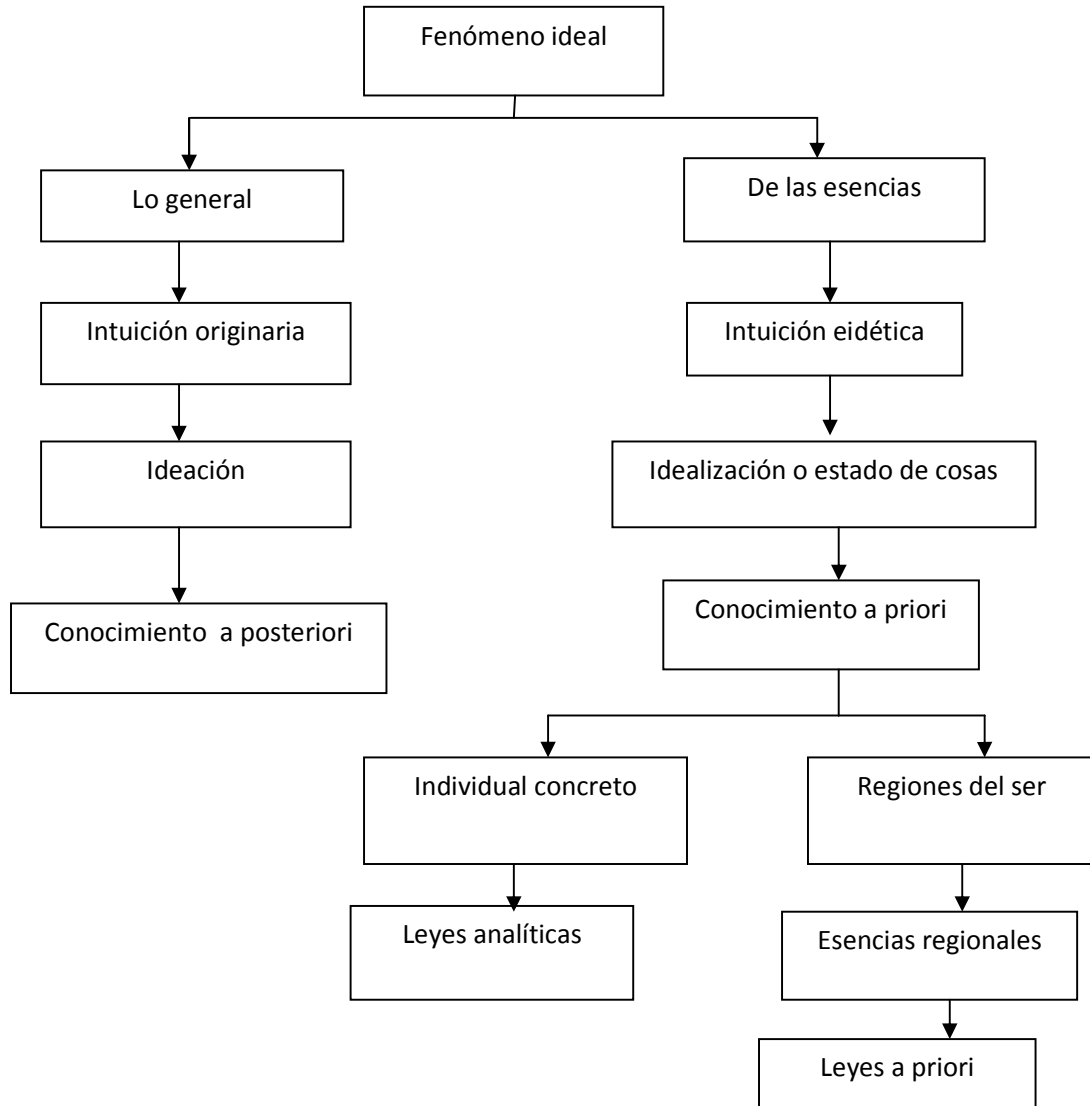 Fenómeno ideal
Lo general
De las esencias
Intuición originaria
Intuición eidética
Ideación
Idealización o estado de cosas
Conocimiento a priori
Conocimiento a posteriori
Individual concreto
Regiones del ser
Leyes analíticas
Esencias regionales
Leyes a priori